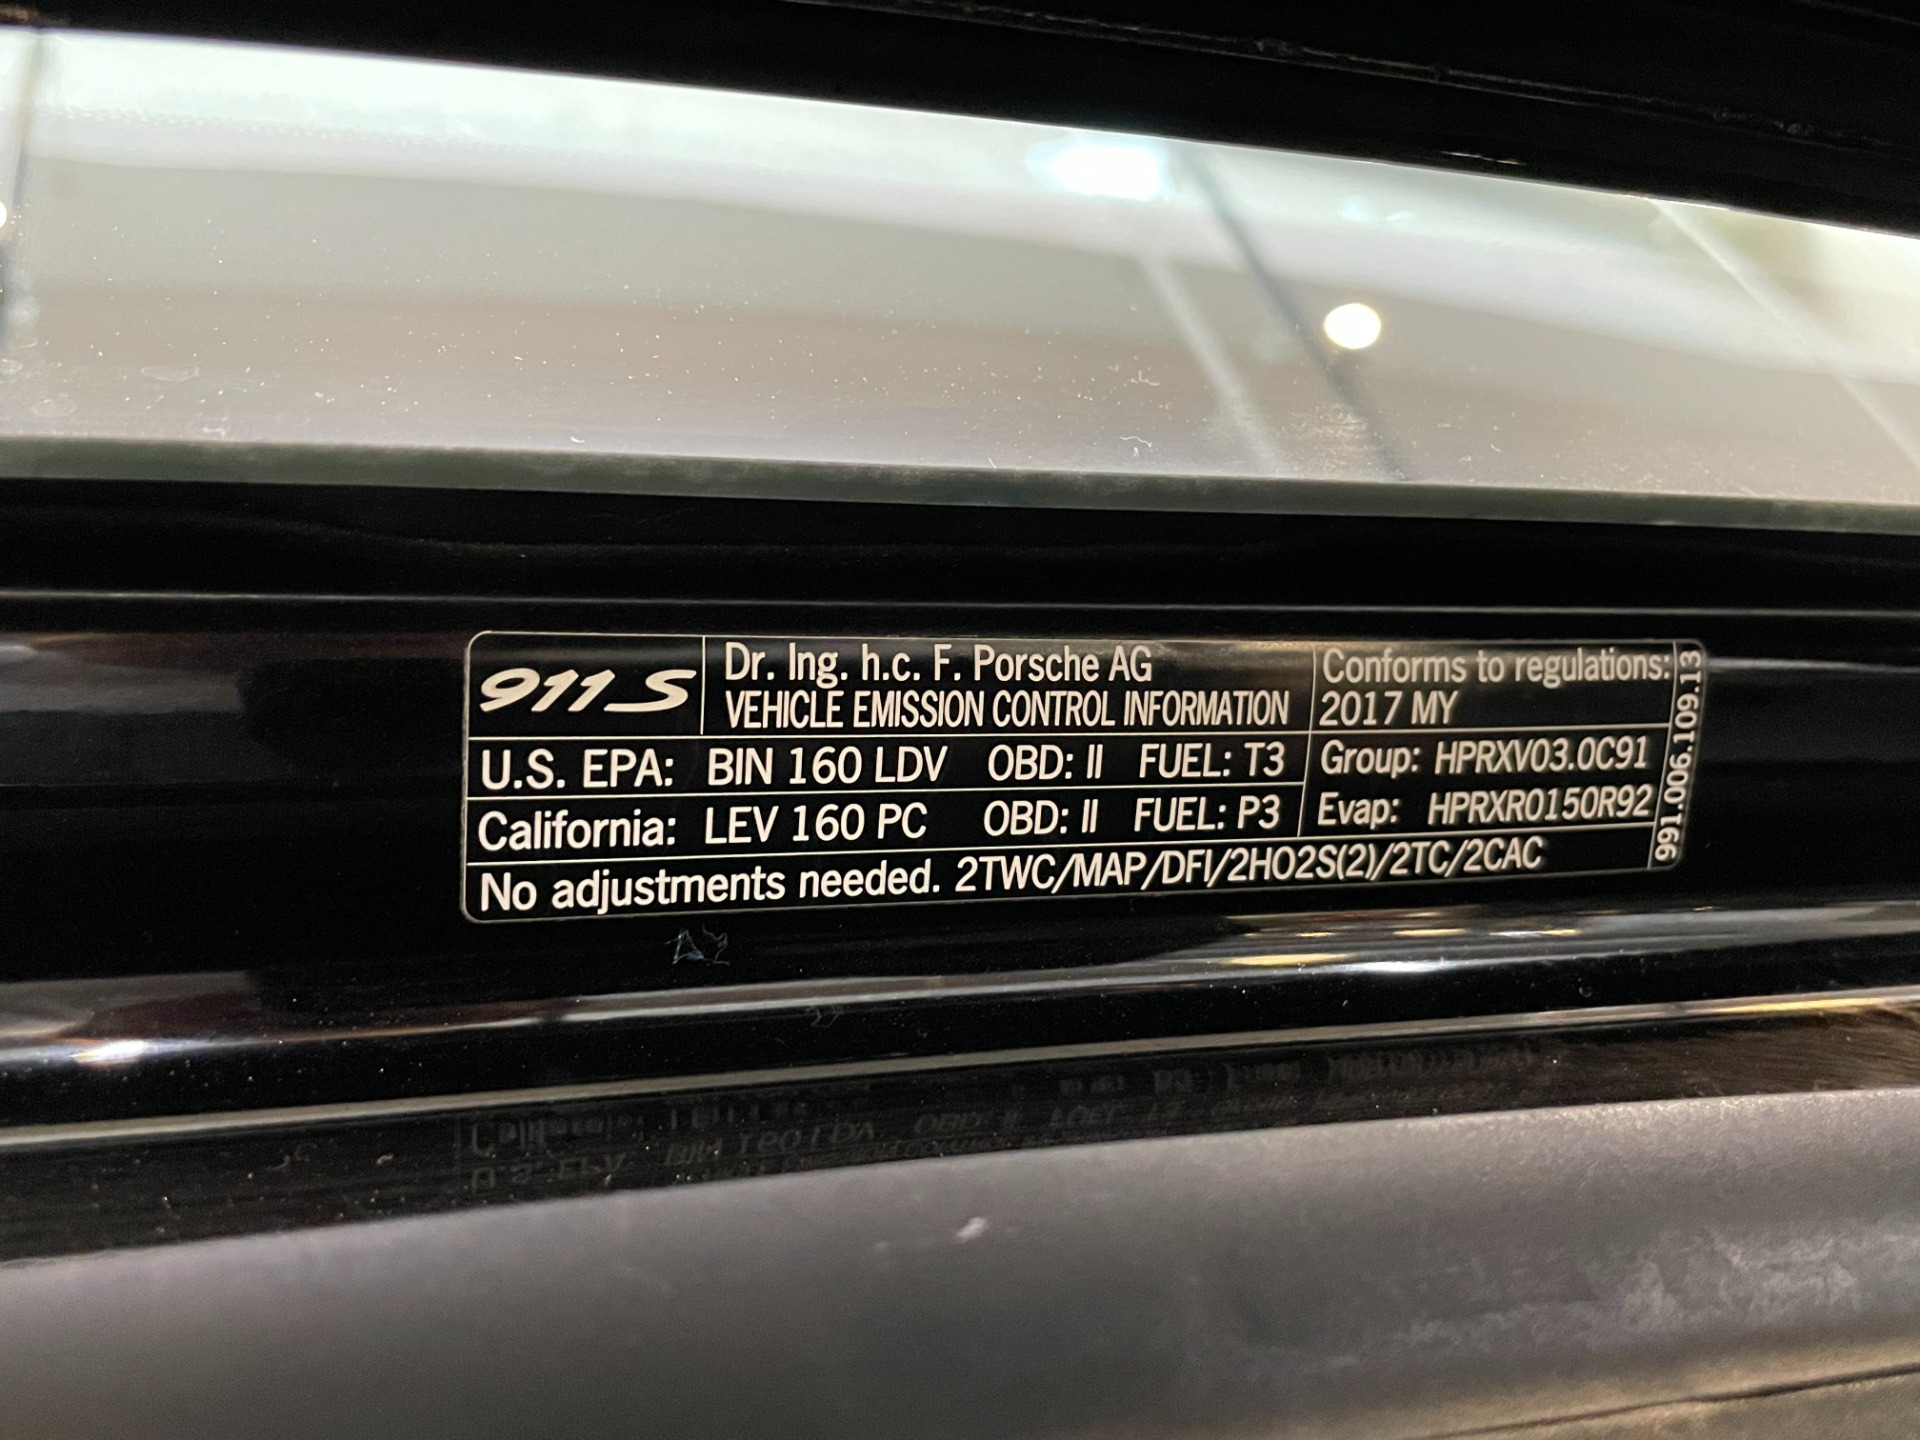 911 S
Dr. Ing. h.c. F. Porsche AG
VEHICLE EMISSION CONTROL INFORMATION
Conforms to regulations:
2017 MY
U.S. EPA: BIN 160 LDV OBD: II FUEL: T3
Group: HPRXV03.0C91
California: LEV 160 PC OBD: II FUEL: P3
Evap: HPRXR0150R92
No adjustments needed. 2TWC/MAP/DFI/2HO2S(2)/2TC/2CAC
991.006.109.13